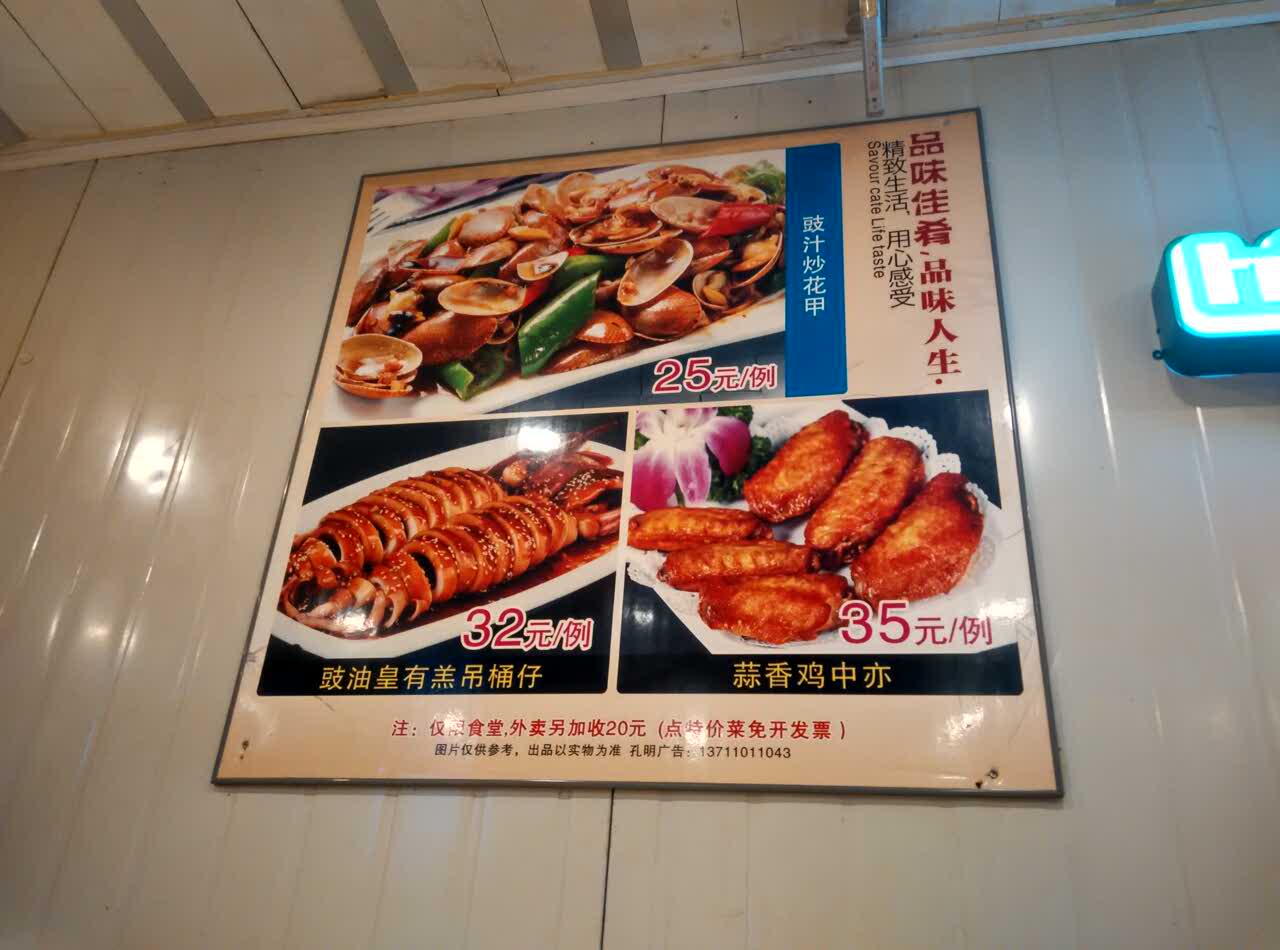 品味佳肴,品味人生·
精致生活，用心感受
Savour cate Life taste
豉汁炒花甲
25元/例
32元/例
豉油皇有羔吊桶仔
35元/例
蒜香鸡中亦
注：仅限食堂,外卖另加收20元 (点特价菜免开发票 )
图片仅供参考，出品以实物为准 孔明广告：13711011043